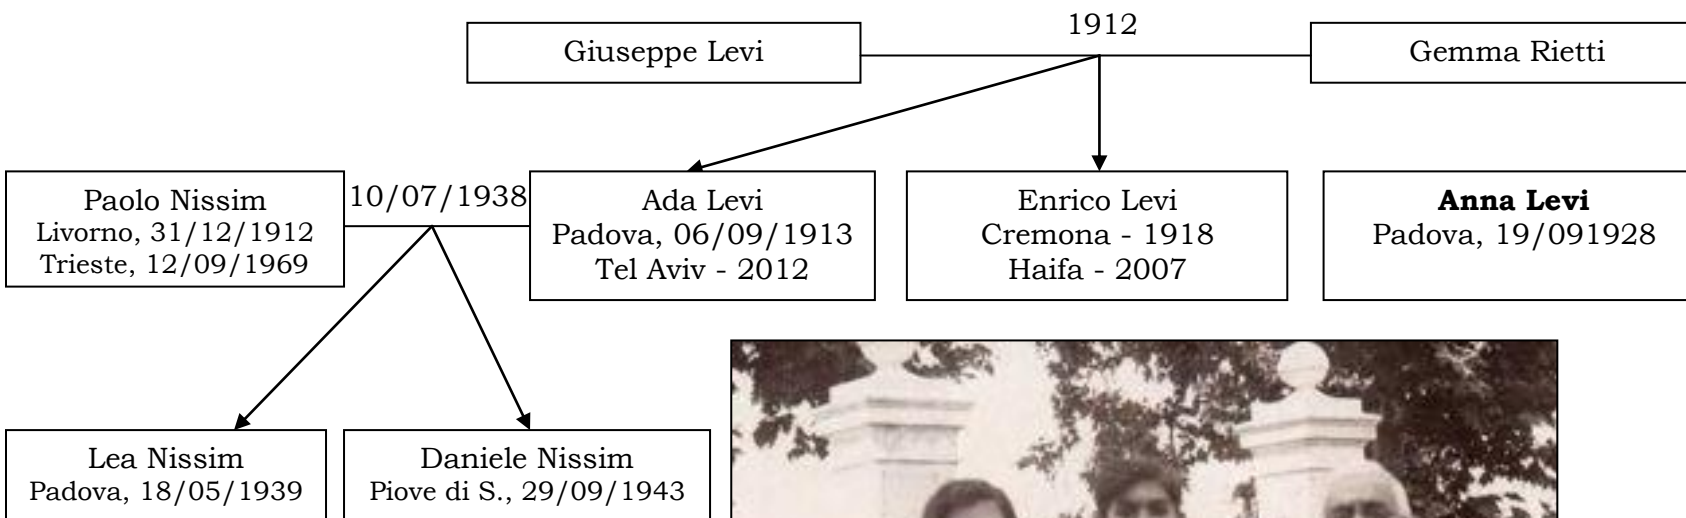 1912
Giuseppe Levi
Gemma Rietti
10/07/1938
Paolo Nissim
Livorno, 31/12/1912
Trieste, 12/09/1969
Ada Levi
Padova, 06/09/1913
Tel Aviv - 2012
Enrico Levi
Cremona - 1918
Haifa - 2007
Anna Levi
Padova, 19/091928
Lea Nissim
Padova, 18/05/1939
Daniele Nissim
Piove di S., 29/09/1943